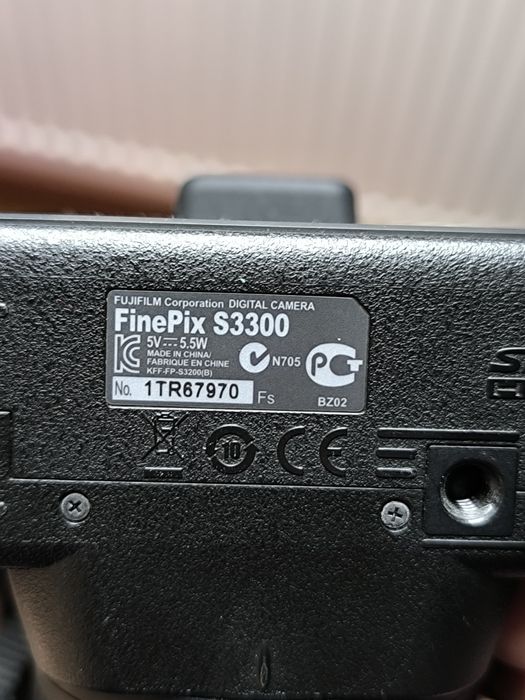 FUJIFILM Corporation DIGITAL CAMERA
FinePix S3300
5V⎓5.5W
MADE IN CHINA/
FABRIQUE EN CHINE
KFF-FP-S3200(B)
N705
No. 1TR67970 Fs
BZ02
10
CE